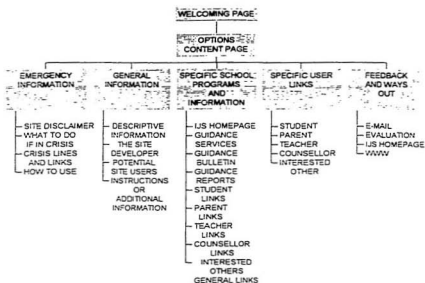 WELCOMING PAGE
OPTIONS
CONTENT PAGE
EMERGENCY
INFORMATION
GENERAL
INFORMATION
SPECIFIC SCHOOL
PROGRAMS
AND
INFORMATION
SPECIFIC USER
LINKS
FEEDBACK
AND WAYS
OUT
SITE DISCLAIMER
WHAT TO DO
IF IN CRISIS
CRISIS LINES
AND LINKS
HOW TO USE
DESCRIPTIVE
INFORMATION
THE SITE
DEVELOPER
POTENTIAL
SITE USERS
INSTRUCTIONS
OR
ADDITIONAL
INFORMATION
IJS HOMEPAGE
GUIDANCE
SERVICES
GUIDANCE
BULLETIN
GUIDANCE
REPORTS
STUDENT
LINKS
PARENT
LINKS
TEACHER
LINKS
COUNSELLOR
LINKS
INTERESTED
OTHERS
GENERAL LINKS
STUDENT
PARENT
TEACHER
COUNSELLOR
INTERESTED
OTHER
E-MAIL
EVALUATION
IJS HOMEPAGE
WWW